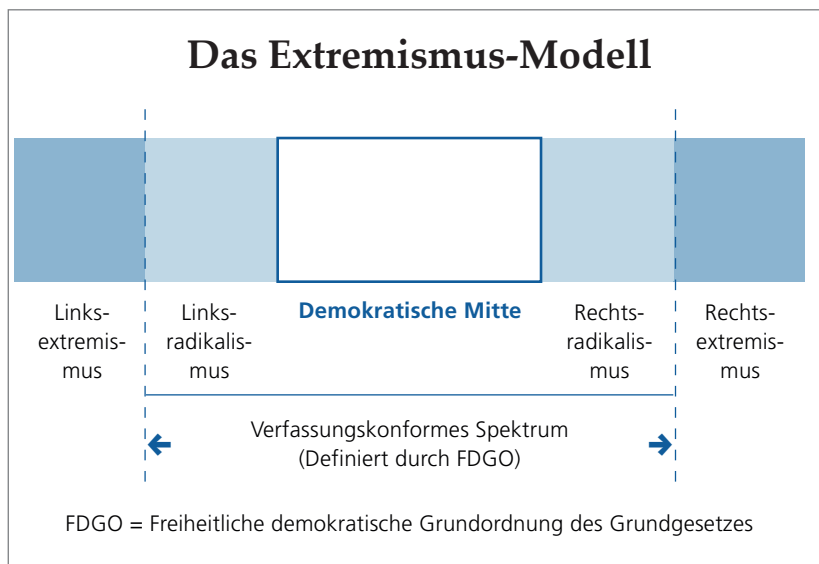 Das Extremismus-Modell
Links-
extremis-
mus
Links-
radikalis-
mus
Demokratische Mitte
Rechts-
radikalis-
mus
Rechts-
extremis-
mus
Verfassungskonformes Spektrum
(Definiert durch FDGO)
FDGO = Freiheitliche demokratische Grundordnung des Grundgesetzes